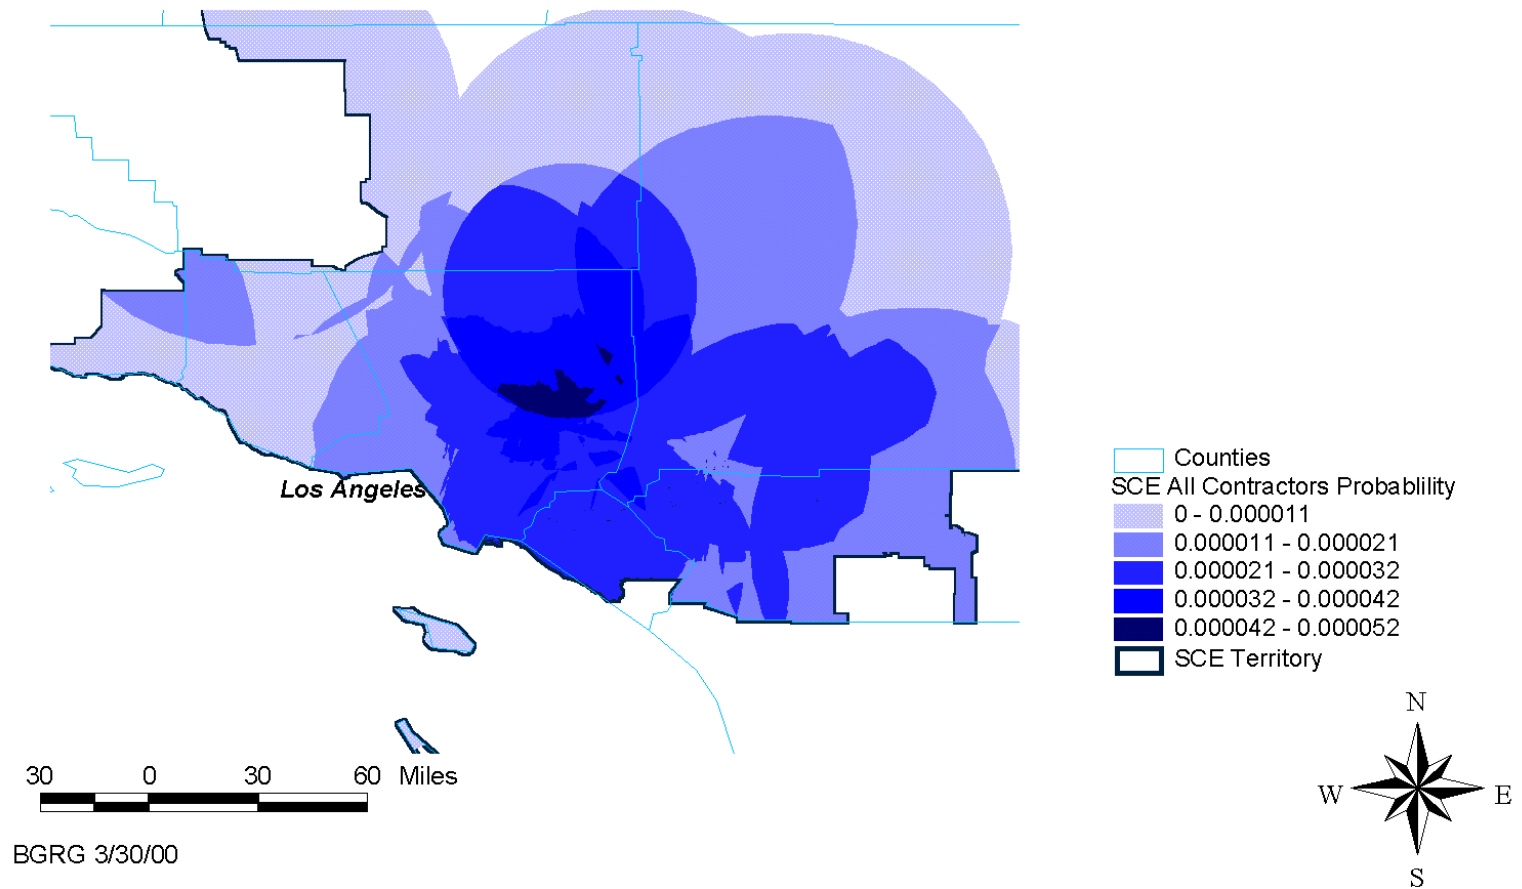 Los Angeles
Counties
SCE All Contractors Probablility
0 - 0.000011
0.000011 - 0.000021
0.000021 - 0.000032
0.000032 - 0.000042
0.000042 - 0.000052
SCE Territory
N
W E
S
30 0 30 60 Miles
BGRG 3/30/00